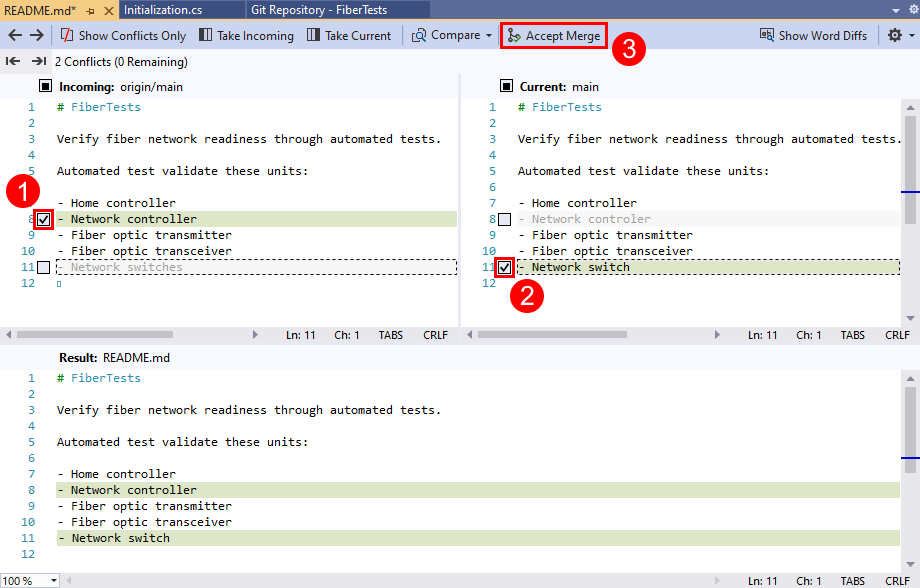 README.md* Initialization.cs Git Repository - FiberTests
Show Conflicts Only Take Incoming Take Current Compare Accept Merge Show Word Diffs
3
2 Conflicts (0 Remaining)
Incoming: origin/main
1 # FiberTests
2
3 Verify fiber network readiness through automated tests.
4
5 Automated test validate these units:
1
7 - Home controller
8 - Network controller
9 - Fiber optic transmitter
10 - Fiber optic transceiver
11 - Network switches
12
Ln: 11 Ch: 1 TABS CRLF
Current: main
1 # FiberTests
2
3 Verify fiber network readiness through automated tests.
4
5 Automated test validate these units:
6
7 - Home controller
8 - Network controler
9 - Fiber optic transmitter
10 - Fiber optic transceiver
11 - Network switch
12
2
Ln: 11 Ch: 1 TABS CRLF
Result: README.md
1 # FiberTests
2
3 Verify fiber network readiness through automated tests.
4
5 Automated test validate these units:
6
7 - Home controller
8 - Network controller
9 - Fiber optic transmitter
10 - Fiber optic transceiver
11 - Network switch
12
100 % Ln: 11 Ch: 1 TABS CRLF